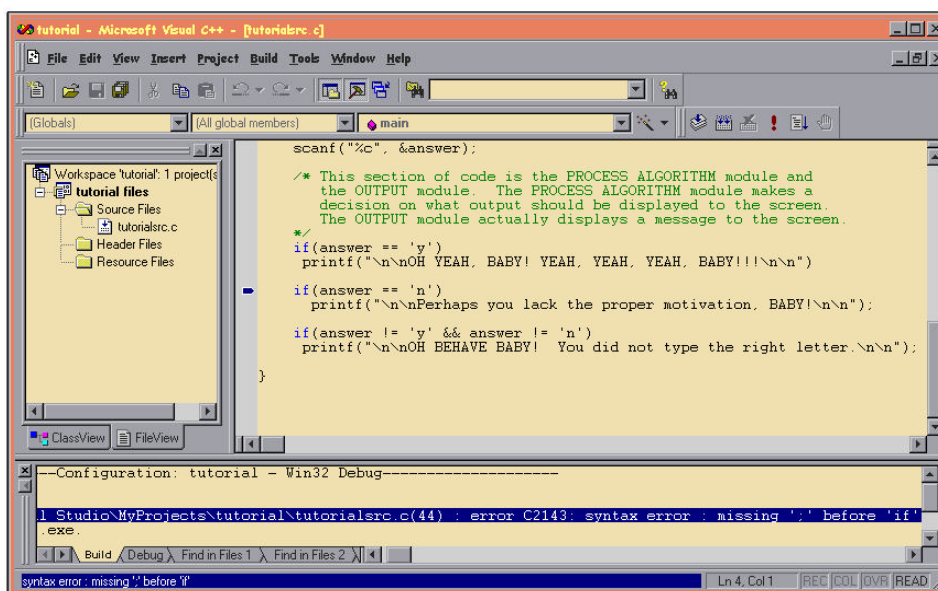 tutorial - Microsoft Visual C++ - [tutorialsrc.c]
File Edit View Insert Project Build Tools Window Help
(Globals) (All global members) main
Workspace 'tutorial': 1 project(s
tutorial files
Source Files
tutorialsrc.c
Header Files
Resource Files
ClassView FileView
scanf("%c", &answer);
/* This section of code is the PROCESS ALGORITHM module and
the OUTPUT module. The PROCESS ALGORITHM module makes a
decision on what output should be displayed to the screen.
The OUTPUT module actually displays a message to the screen.
*/
if(answer == 'y')
printf("\n\nOH YEAH, BABY! YEAH, YEAH, YEAH, BABY!!!\n\n")
if(answer == 'n')
printf("\n\nPerhaps you lack the proper motivation, BABY!\n\n");
if(answer != 'y' && answer != 'n')
printf("\n\nOH BEHAVE BABY!  You did not type the right letter.\n\n");
}
--Configuration: tutorial - Win32 Debug--------------------
l Studio\MyProjects\tutorial\tutorialsrc.c(44) : error C2143: syntax error : missing ';' before 'if'
.exe.
Build Debug Find in Files 1 Find in Files 2
syntax error : missing ';' before 'if' Ln 4, Col 1 REC COL OVR READ